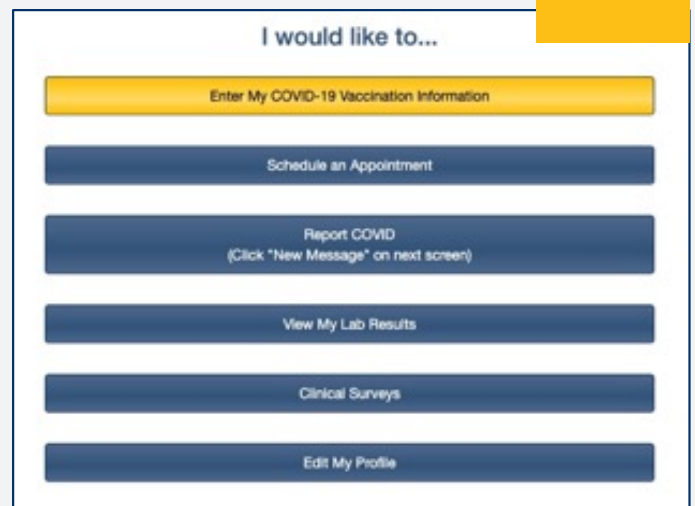 I would like to...
Enter My COVID-19 Vaccination Information
Schedule an Appointment
Report COVID
(Click "New Message" on next screen)
View My Lab Results
Clinical Surveys
Edit My Profile